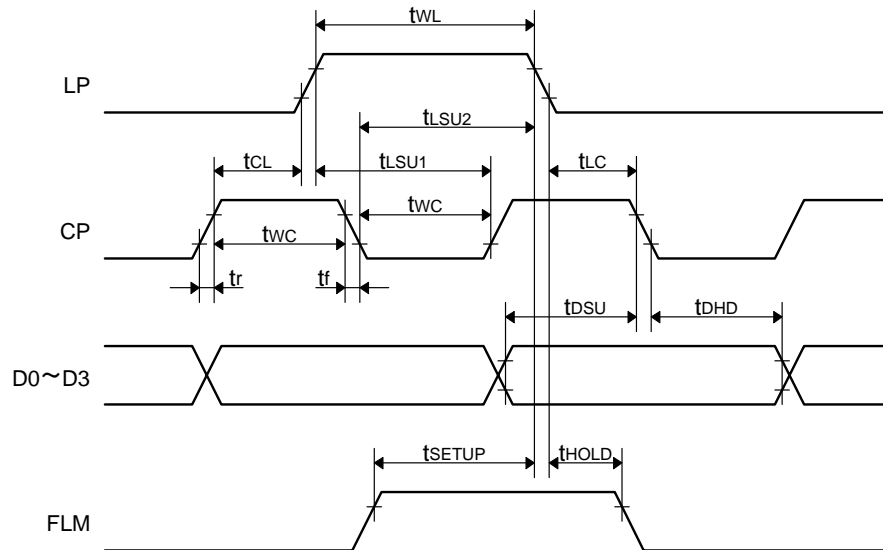 tWL
LP
tLSU2
tCL
tLSU1
tLC
CP
tWC
tWC
tr
tf
tDSU
tDHD
D0〜D3
tSETUP
tHOLD
FLM